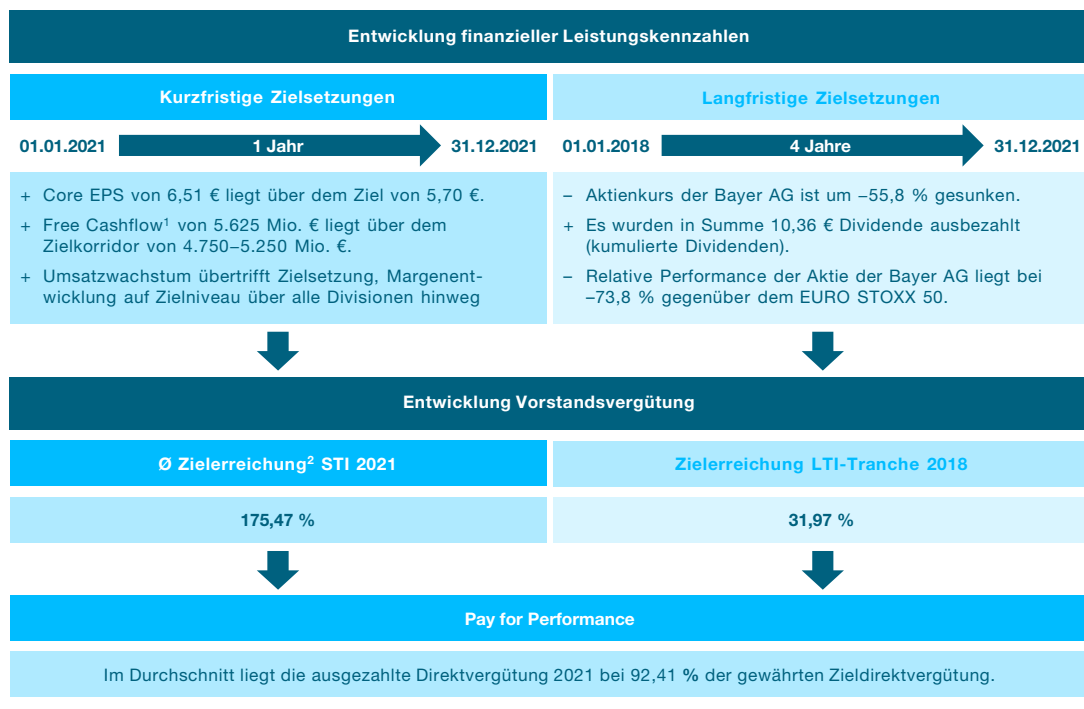 Entwicklung finanzieller Leistungskennzahlen
Kurzfristige Zielsetzungen
01.01.2021
1 Jahr
31.12.2021
+ Core EPS von 6,51 € liegt über dem Ziel von 5,70 €.
+ Free Cashflow¹ von 5.625 Mio. € liegt über dem
Zielkorridor von 4.750–5.250 Mio. €.
+ Umsatzwachstum übertrifft Zielsetzung, Margenent-
wicklung auf Zielniveau über alle Divisionen hinweg
Langfristige Zielsetzungen
01.01.2018
4 Jahre
31.12.2021
– Aktienkurs der Bayer AG ist um –55,8 % gesunken.
+ Es wurden in Summe 10,36 € Dividende ausbezahlt
(kumulierte Dividenden).
– Relative Performance der Aktie der Bayer AG liegt bei
–73,8 % gegenüber dem EURO STOXX 50.
Entwicklung Vorstandsvergütung
Ø Zielerreichung² STI 2021
175,47 %
Zielerreichung LTI-Tranche 2018
31,97 %
Pay for Performance
Im Durchschnitt liegt die ausgezahlte Direktvergütung 2021 bei 92,41 % der gewährten Zieldirektvergütung.